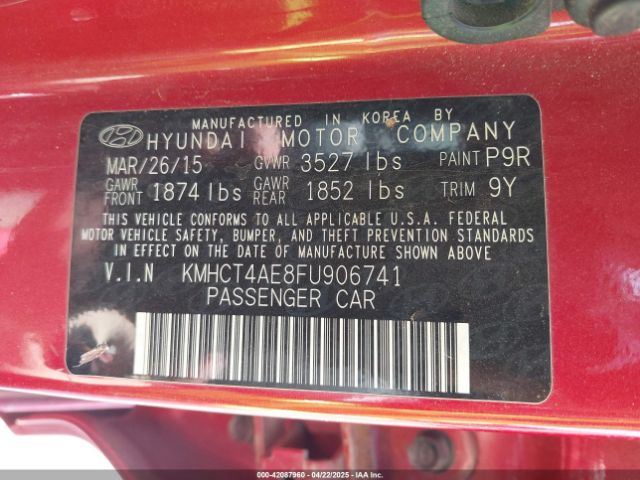 MANUFACTURED IN KOREA BY
HYUNDAI MOTOR COMPANY
MAR/26/15 GVWR 3527 lbs PAINT P9R
GAWR FRONT 1874 lbs GAWR REAR 1852 lbs TRIM 9Y
THIS VEHICLE CONFORMS TO ALL APPLICABLE U.S.A. FEDERAL
MOTOR VEHICLE SAFETY, BUMPER, AND THEFT PREVENTION STANDARDS
IN EFFECT ON THE DATE OF MANUFACTURE SHOWN ABOVE
V.I.N KMHCT4AE8FU906741
PASSENGER CAR
000-42087960 - 04/22/2025 - IAAI.COM